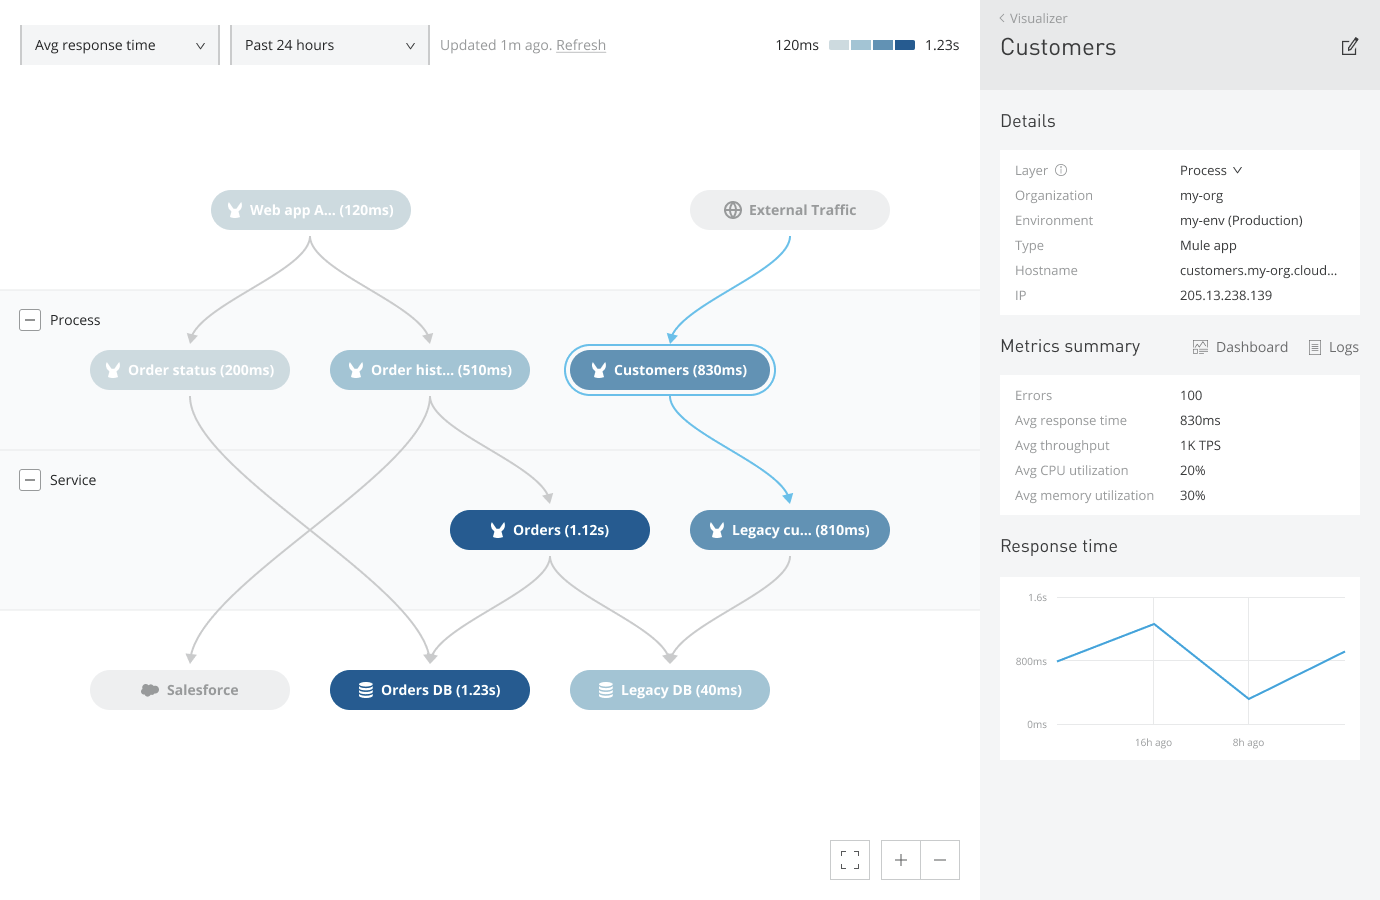 Avg response time
Past 24 hours
Updated 1m ago. Refresh
120ms
1.23s
Web app A... (120ms)
External Traffic
Process
Order status (200ms)
Order hist... (510ms)
Customers (830ms)
Service
Orders (1.12s)
Legacy cu... (810ms)
Salesforce
Orders DB (1.23s)
Legacy DB (40ms)
Visualizer
Customers
Details
Layer Process
Organization my-org
Environment my-env (Production)
Type Mule app
Hostname customers.my-org.cloud...
IP 205.13.238.139
Metrics summary Dashboard Logs
Errors 100
Avg response time 830ms
Avg throughput 1K TPS
Avg CPU utilization 20%
Avg memory utilization 30%
Response time
1.6s
800ms
0ms
16h ago 8h ago